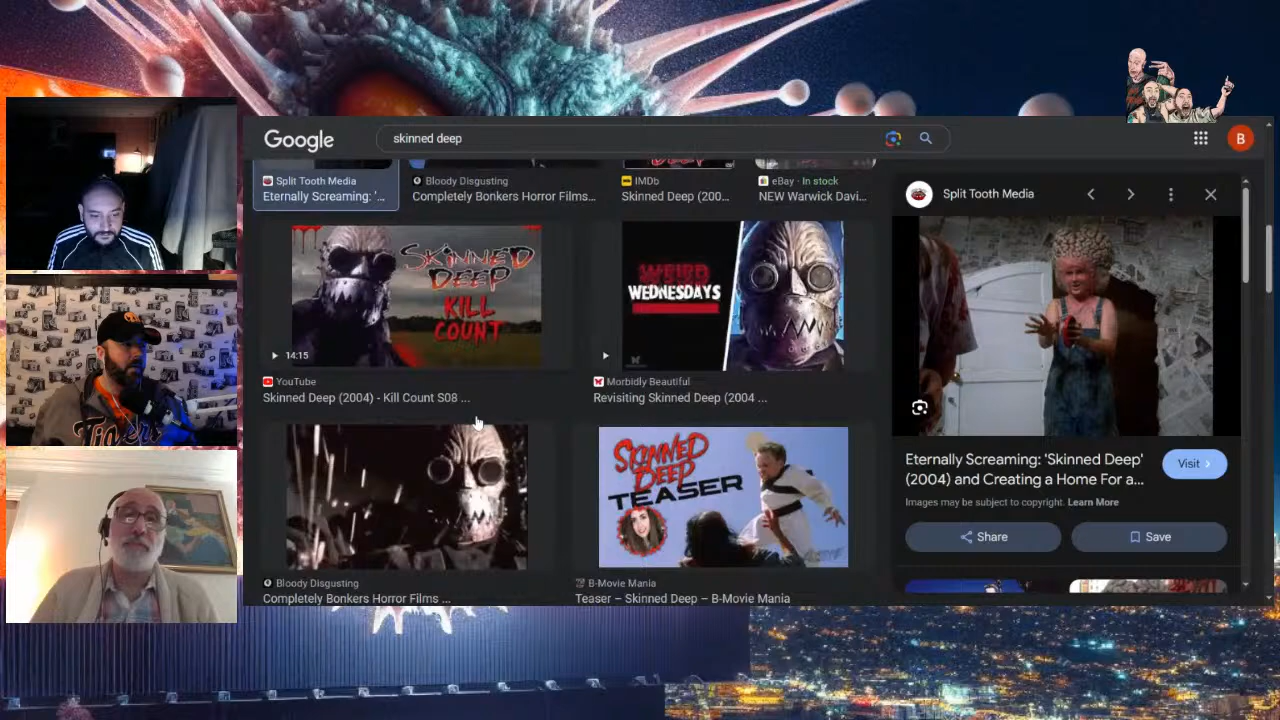 Google
skinned deep
B
Split Tooth Media
Eternally Screaming: '...
Bloody Disgusting
Completely Bonkers Horror Films...
IMDb
Skinned Deep (200...
eBay · In stock
NEW Warwick Davi...
Split Tooth Media
SKINNED
DEEP
KILL
COUNT
14:15
WEIRD
WEDNESDAYS
YouTube
Skinned Deep (2004) - Kill Count S08 ...
Morbidly Beautiful
Revisiting Skinned Deep (2004 ...
Tigers
SKINNED
DEEP
TEASER
Bloody Disgusting
Completely Bonkers Horror Films ...
B-Movie Mania
Teaser – Skinned Deep – B-Movie Mania
Eternally Screaming: 'Skinned Deep'
(2004) and Creating a Home For a...
Visit
Images may be subject to copyright. Learn More
Share
Save